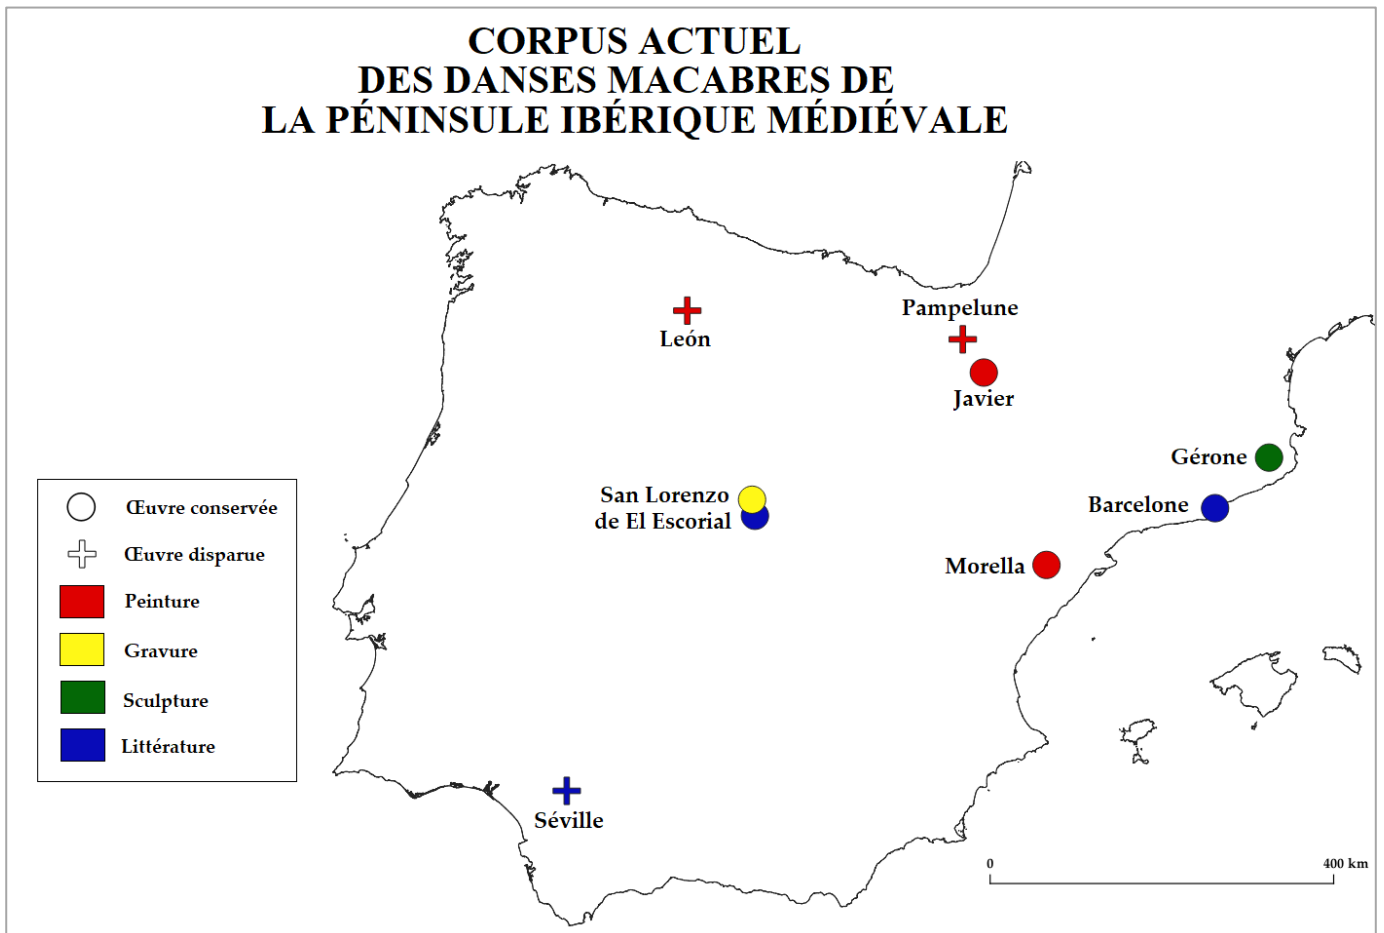 CORPUS ACTUEL
DES DANSES MACABRES DE
LA PÉNINSULE IBÉRIQUE MÉDIÉVALE
León
Pampelune
Javier
Gérone
Barcelone
San Lorenzo
de El Escorial
Morella
Séville
Œuvre conservée
Œuvre disparue
Peinture
Gravure
Sculpture
Littérature
0 400 km